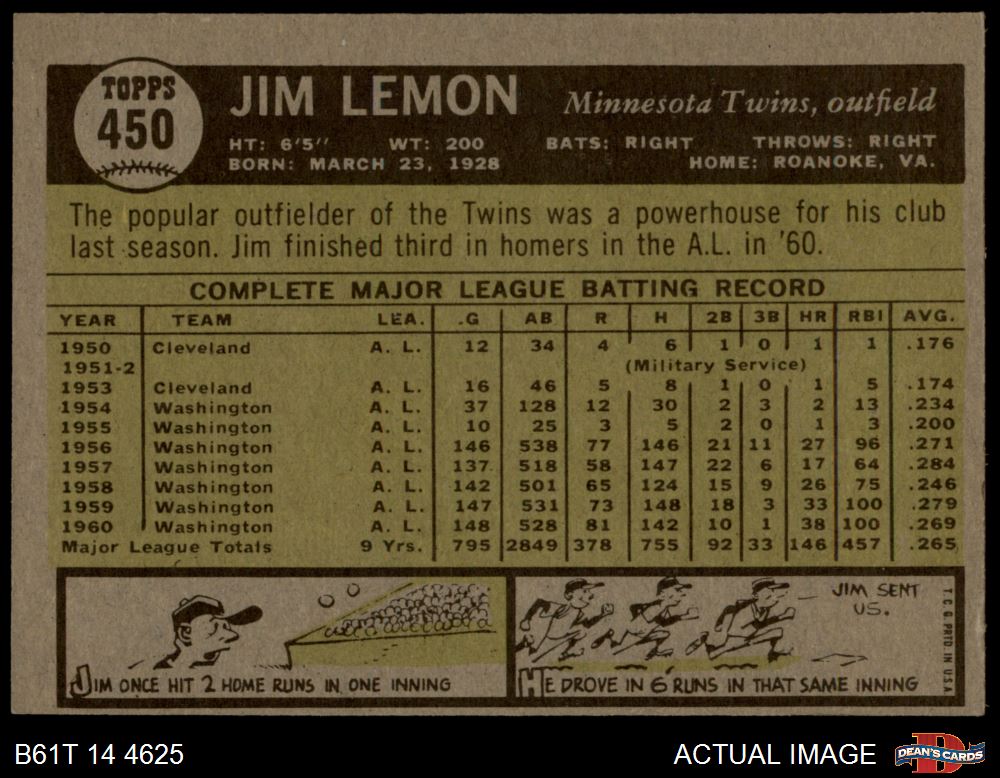 TOPPS
450
JIM LEMON
Minnesota Twins, outfield
HT: 6'5" WT: 200 BATS: RIGHT THROWS: RIGHT
BORN: MARCH 23, 1928 HOME: ROANOKE, VA.
The popular outfielder of the Twins was a powerhouse for his club
last season. Jim finished third in homers in the A.L. in '60.
COMPLETE MAJOR LEAGUE BATTING RECORD
YEAR TEAM LEA. G AB R H 2B 3B HR RBI AVG.
1950 Cleveland A. L. 12 34 4 6 1 0 1 1 .176
1951-2 (Military Service)
1953 Cleveland A. L. 16 46 5 8 1 0 1 5 .174
1954 Washington A. L. 37 128 12 30 2 3 2 13 .234
1955 Washington A. L. 10 25 3 5 2 0 1 3 .200
1956 Washington A. L. 146 538 77 146 21 11 27 96 .271
1957 Washington A. L. 137 518 58 147 22 6 17 64 .284
1958 Washington A. L. 142 501 65 124 15 9 26 75 .246
1959 Washington A. L. 147 531 73 148 18 3 33 100 .279
1960 Washington A. L. 148 528 81 142 10 1 38 100 .269
Major League Totals 9 Yrs. 795 2849 378 755 92 33 146 457 .265
JIM SENT
US.
JIM ONCE HIT 2 HOME RUNS IN ONE INNING
HE DROVE IN 6 RUNS IN THAT SAME INNING
T. C. G. PRTD. IN U.S.A.
B61T 14 4625
ACTUAL IMAGE
D
DEAN'S CARDS